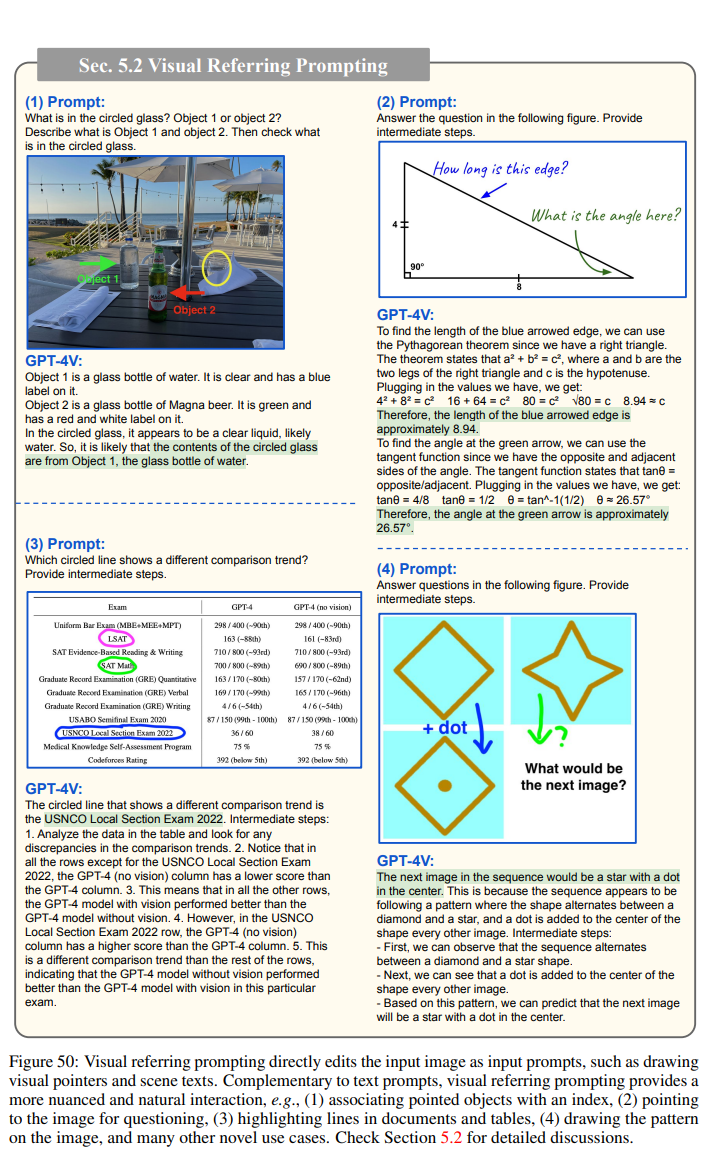 Sec. 5.2 Visual Referring Prompting
(1) Prompt:
What is in the circled glass? Object 1 or object 2?
Describe what is Object 1 and object 2. Then check what
is in the circled glass.
Object 1
Object 2
GPT-4V:
Object 1 is a glass bottle of water. It is clear and has a blue
label on it.
Object 2 is a glass bottle of Magna beer. It is green and
has a red and white label on it.
In the circled glass, it appears to be a clear liquid, likely
water. So, it is likely that the contents of the circled glass
are from Object 1, the glass bottle of water.
(2) Prompt:
Answer the question in the following figure. Provide
intermediate steps.
How long is this edge?
What is the angle here?
4
90°
8
GPT-4V:
To find the length of the blue arrowed edge, we can use
the Pythagorean theorem since we have a right triangle.
The theorem states that a² + b² = c², where a and b are the
two legs of the right triangle and c is the hypotenuse.
Plugging in the values we have, we get:
4² + 8² = c² 16 + 64 = c² 80 = c² √80 = c 8.94 ≈ c
Therefore, the length of the blue arrowed edge is
approximately 8.94.
To find the angle at the green arrow, we can use the
tangent function since we have the opposite and adjacent
sides of the angle. The tangent function states that tanθ =
opposite/adjacent. Plugging in the values we have, we get:
tanθ = 4/8 tanθ = 1/2 θ = tan^-1(1/2) θ ≈ 26.57°
Therefore, the angle at the green arrow is approximately
26.57°.
(3) Prompt:
Which circled line shows a different comparison trend?
Provide intermediate steps.
Exam GPT-4 GPT-4 (no vision)
Uniform Bar Exam (MBE+MEE+MPT) 298 / 400 (~90th) 298 / 400 (~90th)
LSAT 163 (~88th) 161 (~83rd)
SAT Evidence-Based Reading & Writing 710 / 800 (~93rd) 710 / 800 (~93rd)
SAT Math 700 / 800 (~89th) 690 / 800 (~89th)
Graduate Record Examination (GRE) Quantitative 163 / 170 (~80th) 157 / 170 (~62nd)
Graduate Record Examination (GRE) Verbal 169 / 170 (~99th) 165 / 170 (~96th)
Graduate Record Examination (GRE) Writing 4 / 6 (~54th) 4 / 6 (~54th)
USABO Semifinal Exam 2020 87 / 150 (99th - 100th) 87 / 150 (99th - 100th)
USNCO Local Section Exam 2022 36 / 60 38 / 60
Medical Knowledge Self-Assessment Program 75 % 75 %
Codeforces Rating 392 (below 5th) 392 (below 5th)
GPT-4V:
The circled line that shows a different comparison trend is
the USNCO Local Section Exam 2022. Intermediate steps:
1. Analyze the data in the table and look for any
discrepancies in the comparison trends. 2. Notice that in
all the rows except for the USNCO Local Section Exam
2022, the GPT-4 (no vision) column has a lower score than
the GPT-4 column. 3. This means that in all the other rows,
the GPT-4 model with vision performed better than the
GPT-4 model without vision. 4. However, in the USNCO
Local Section Exam 2022 row, the GPT-4 (no vision)
column has a higher score than the GPT-4 column. 5. This
is a different comparison trend than the rest of the rows,
indicating that the GPT-4 model without vision performed
better than the GPT-4 model with vision in this particular
exam.
(4) Prompt:
Answer questions in the following figure. Provide
intermediate steps.
+ dot
?
What would be
the next image?
GPT-4V:
The next image in the sequence would be a star with a dot
in the center. This is because the sequence appears to be
following a pattern where the shape alternates between a
diamond and a star, and a dot is added to the center of the
shape every other image. Intermediate steps:
- First, we can observe that the sequence alternates
between a diamond and a star shape.
- Next, we can see that a dot is added to the center of the
shape every other image.
- Based on this pattern, we can predict that the next image
will be a star with a dot in the center.
Figure 50: Visual referring prompting directly edits the input image as input prompts, such as drawing
visual pointers and scene texts. Complementary to text prompts, visual referring prompting provides a
more nuanced and natural interaction, e.g., (1) associating pointed objects with an index, (2) pointing
to the image for questioning, (3) highlighting lines in documents and tables, (4) drawing the pattern
on the image, and many other novel use cases. Check Section 5.2 for detailed discussions.